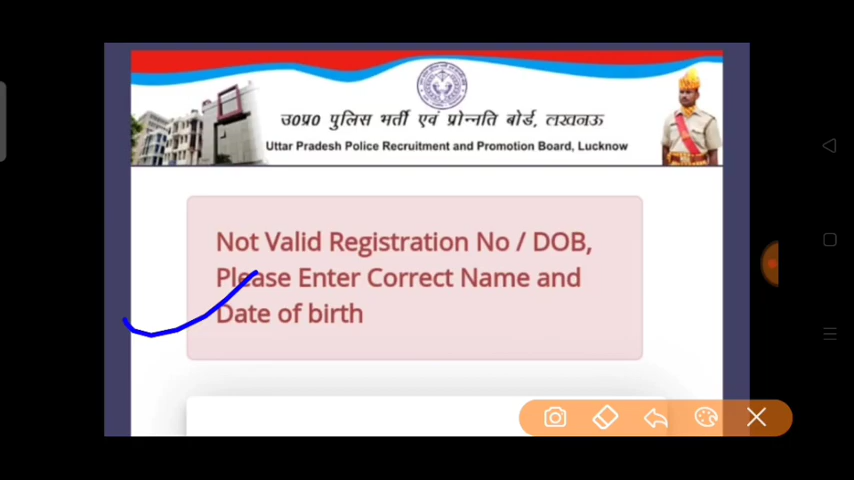 उ0प्र0 पुलिस भर्ती एवं प्रोन्नति बोर्ड, लखनऊ
Uttar Pradesh Police Recruitment and Promotion Board, Lucknow
Not Valid Registration No / DOB,
Please Enter Correct Name and
Date of birth